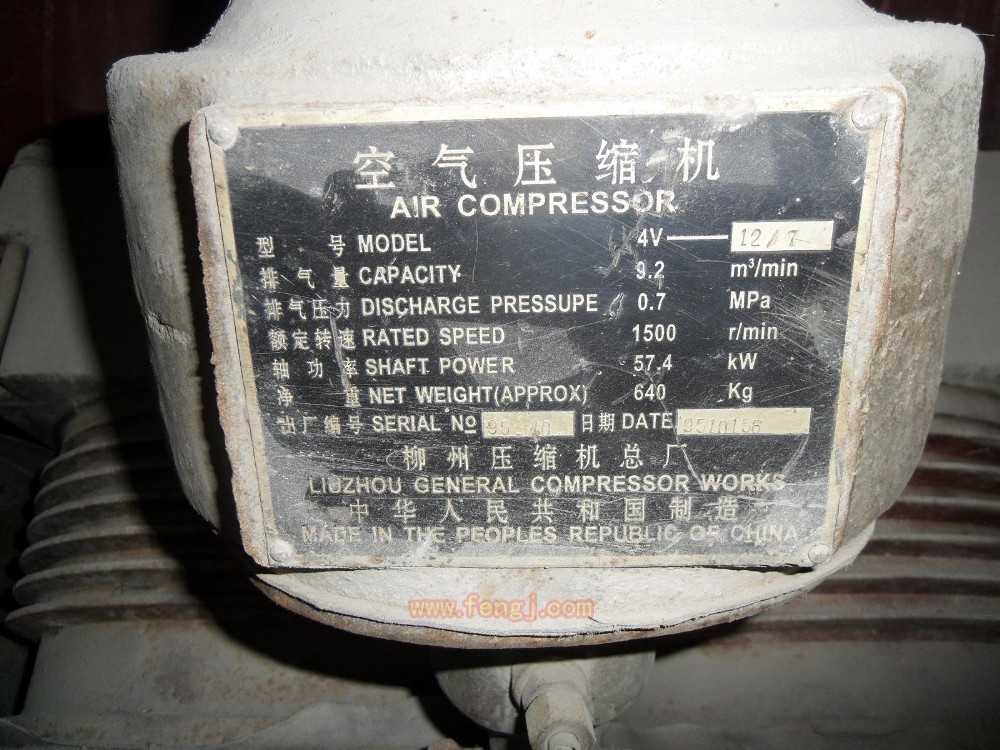 空气压缩机
AIR COMPRESSOR
型 号 MODEL 4V—12/7
排气量 CAPACITY 9.2 m³/min
排气压力 DISCHARGE PRESSUPE 0.7 MPa
额定转速 RATED SPEED 1500 r/min
轴功率 SHAFT POWER 57.4 kW
净 重 NET WEIGHT(APPROX) 640 Kg
出厂编号 SERIAL No 日期 DATE
柳州压缩机总厂
LIUZHOU GENERAL COMPRESSOR WORKS
中华人民共和国制造
MADE IN THE PEOPLES REPUBLIC OF CHINA
www.fengj.com